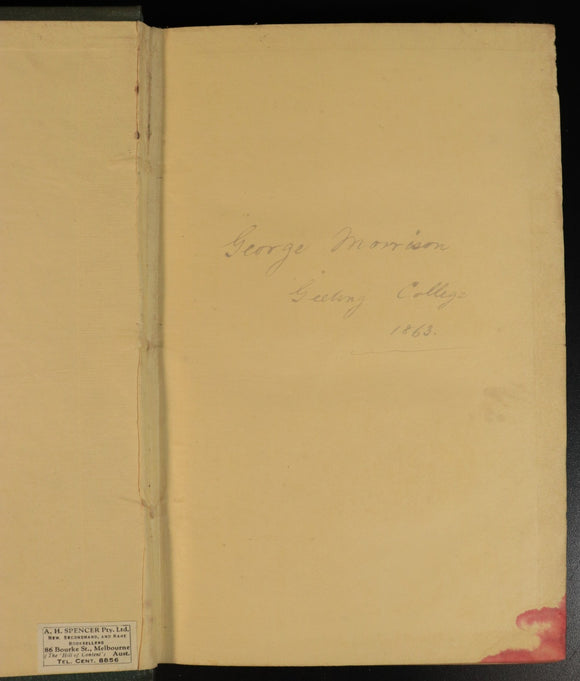 George Morrison
Geelong College
1863.
A. H. SPENCER Pty. Ltd.
NEW, SECONDHAND, AND RARE
BOOKSELLERS
86 Bourke St., Melbourne
(The 'Hill of Content') Aust.
TEL. CENT. 8856